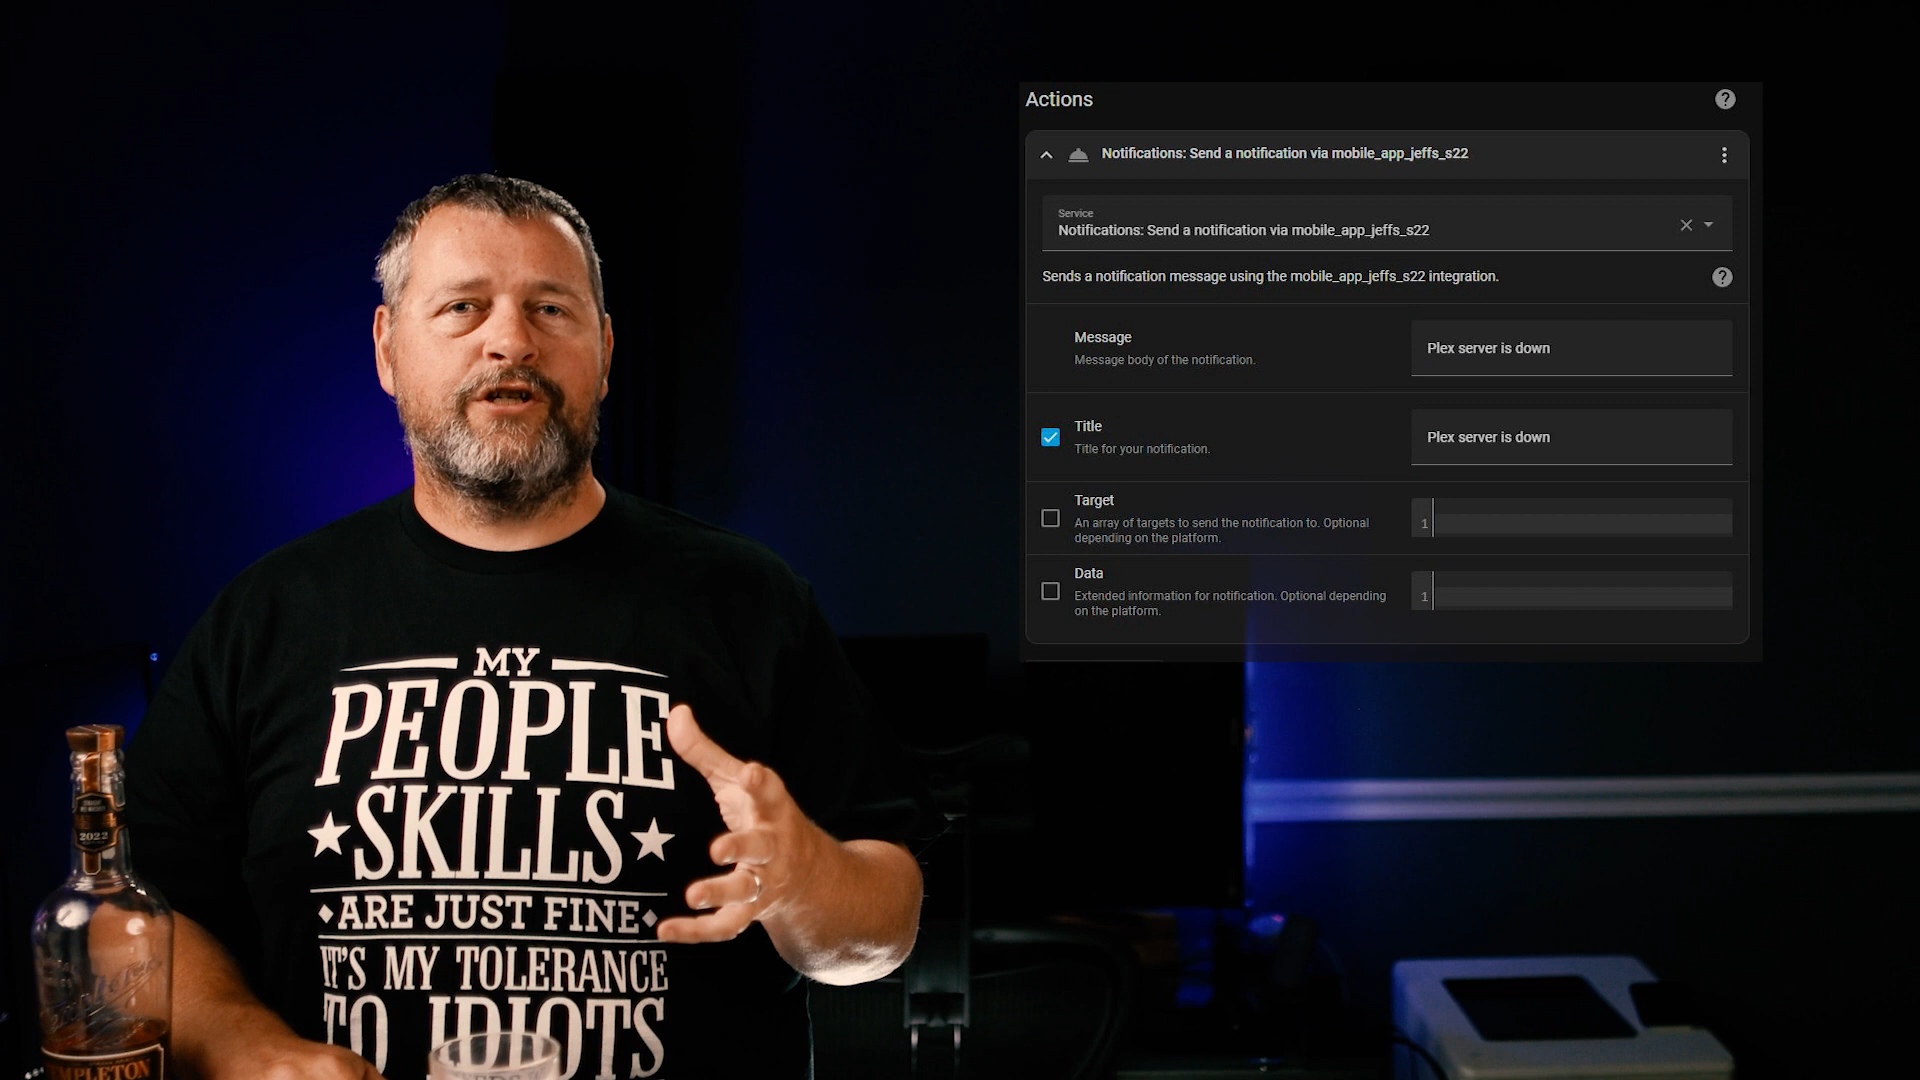 Actions
Notifications: Send a notification via mobile_app_jeffs_s22
Service
Notifications: Send a notification via mobile_app_jeffs_s22
Sends a notification message using the mobile_app_jeffs_s22 integration.
Message
Message body of the notification.
Plex server is down
Title
Title for your notification.
Plex server is down
Target
An array of targets to send the notification to. Optional
depending on the platform.
1
Data
Extended information for notification. Optional depending
on the platform.
1
MY
PEOPLE
SKILLS
ARE JUST FINE
IT'S MY TOLERANCE
TO IDIOTS
2022
TEMPLETON